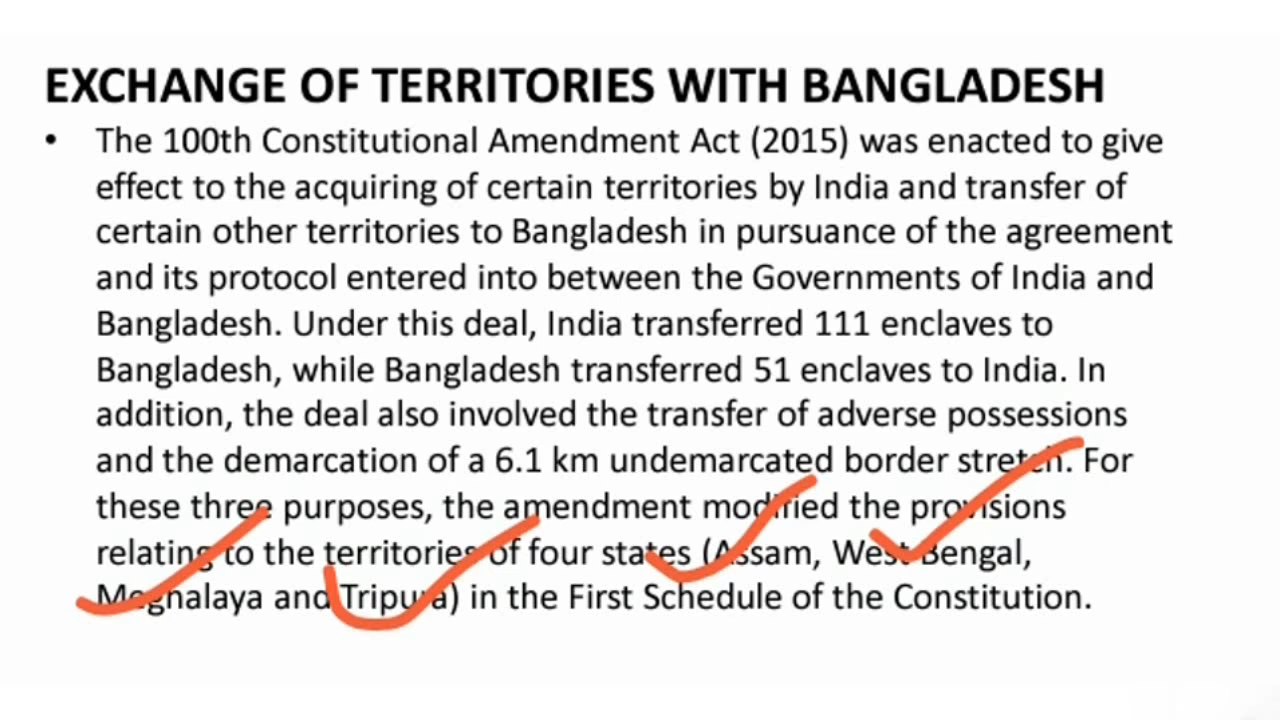 EXCHANGE OF TERRITORIES WITH BANGLADESH
• The 100th Constitutional Amendment Act (2015) was enacted to give
effect to the acquiring of certain territories by India and transfer of
certain other territories to Bangladesh in pursuance of the agreement
and its protocol entered into between the Governments of India and
Bangladesh. Under this deal, India transferred 111 enclaves to
Bangladesh, while Bangladesh transferred 51 enclaves to India. In
addition, the deal also involved the transfer of adverse possessions
and the demarcation of a 6.1 km undemarcated border stretch. For
these three purposes, the amendment modified the provisions
relating to the territories of four states (Assam, West Bengal,
Meghalaya and Tripura) in the First Schedule of the Constitution.